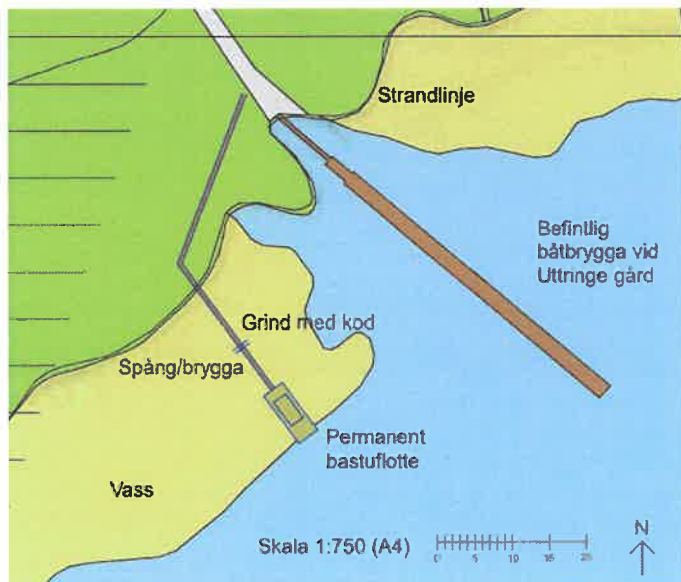 Strandlinje
Befintlig
båtbrygga vid
Uttringe gård
Grind med kod
Spång/brygga
Permanent
bastuflotte
Vass
Skala 1:750 (A4)
0 5 10 15 25
N